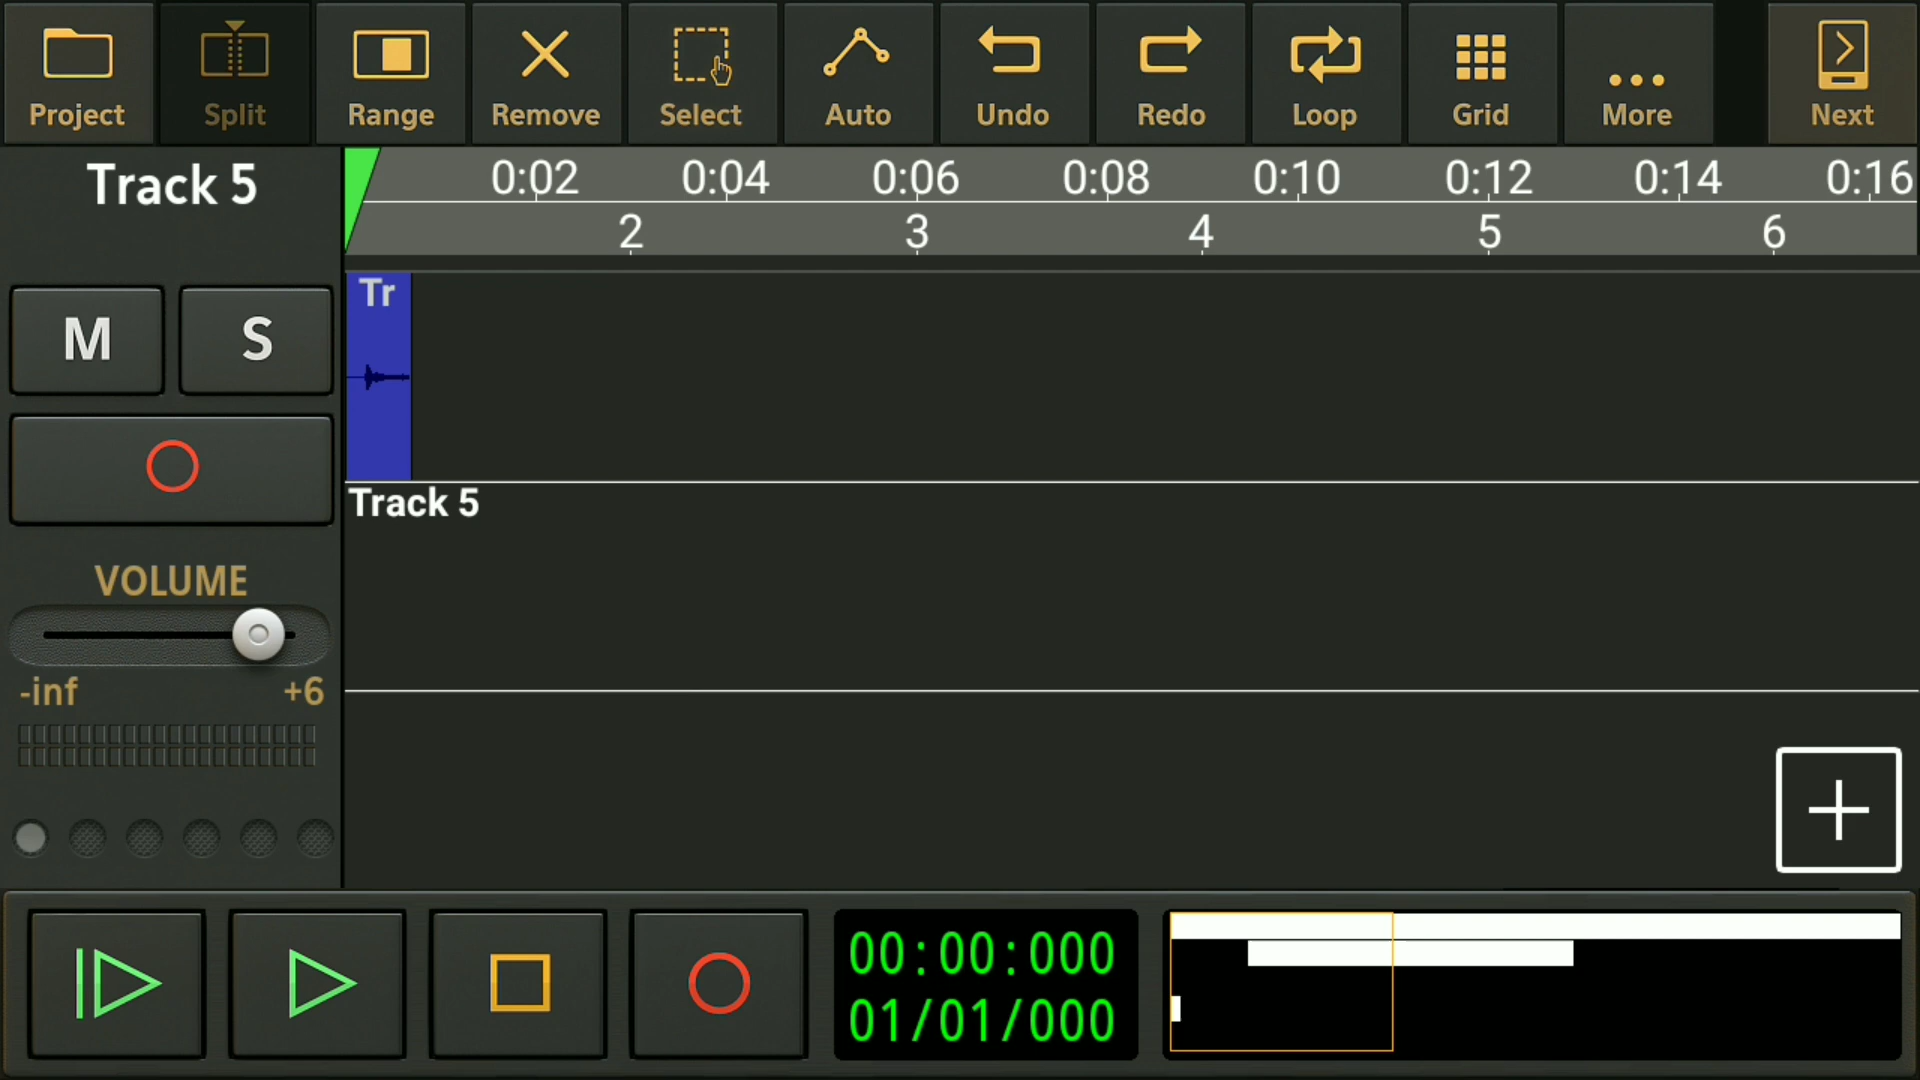 Project Split Range Remove Select Auto Undo Redo Loop Grid More Next
Track 5
0:02 0:04 0:06 0:08 0:10 0:12 0:14 0:16
2 3 4 5 6
Tr
M S
Track 5
VOLUME
-inf +6
00:00:000
01/01/000